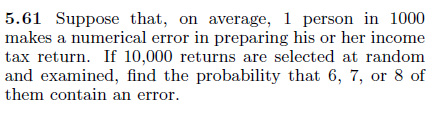 5.61 Suppose that, on average, 1 person in 1000
makes a numerical error in preparing his or her income
tax return. If 10,000 returns are selected at random
and examined, find the probability that 6, 7, or 8 of
them contain an error.